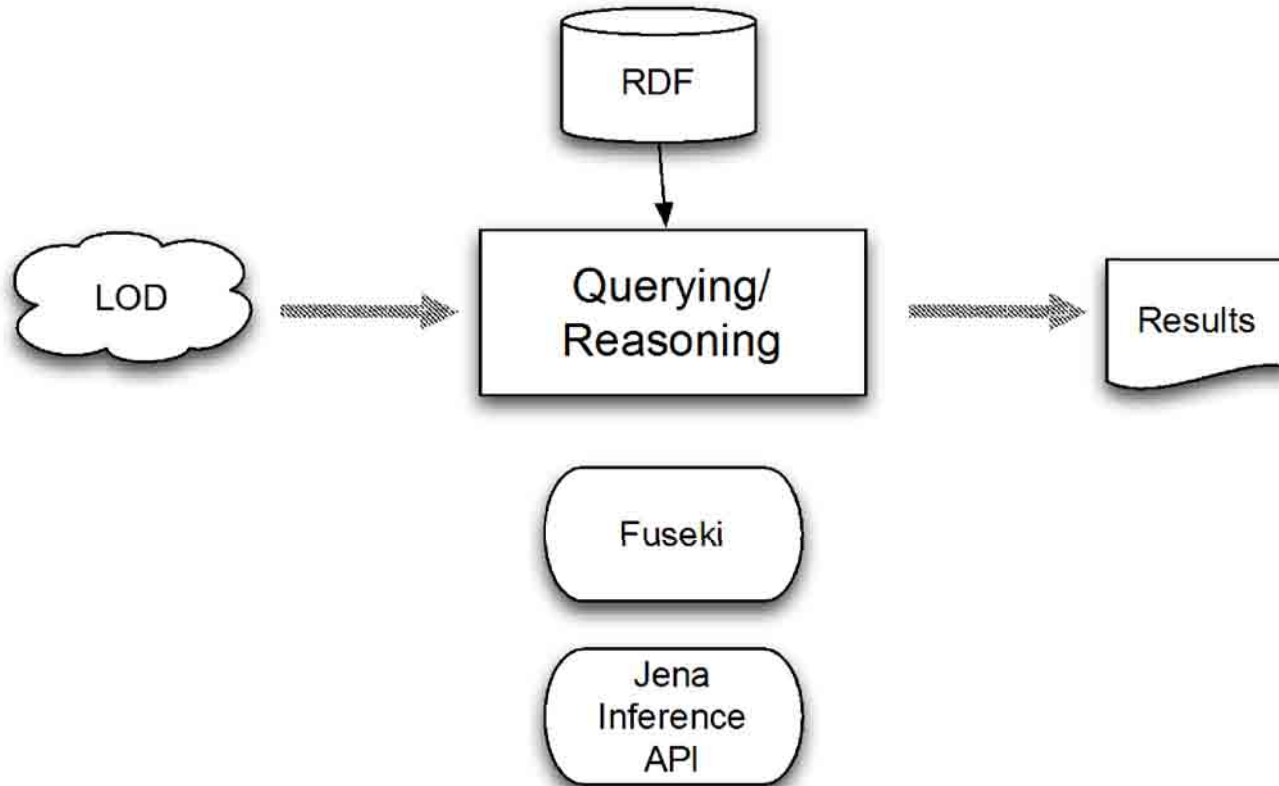 RDF
LOD
Querying/
Reasoning
Results
Fuseki
Jena
Inference
API